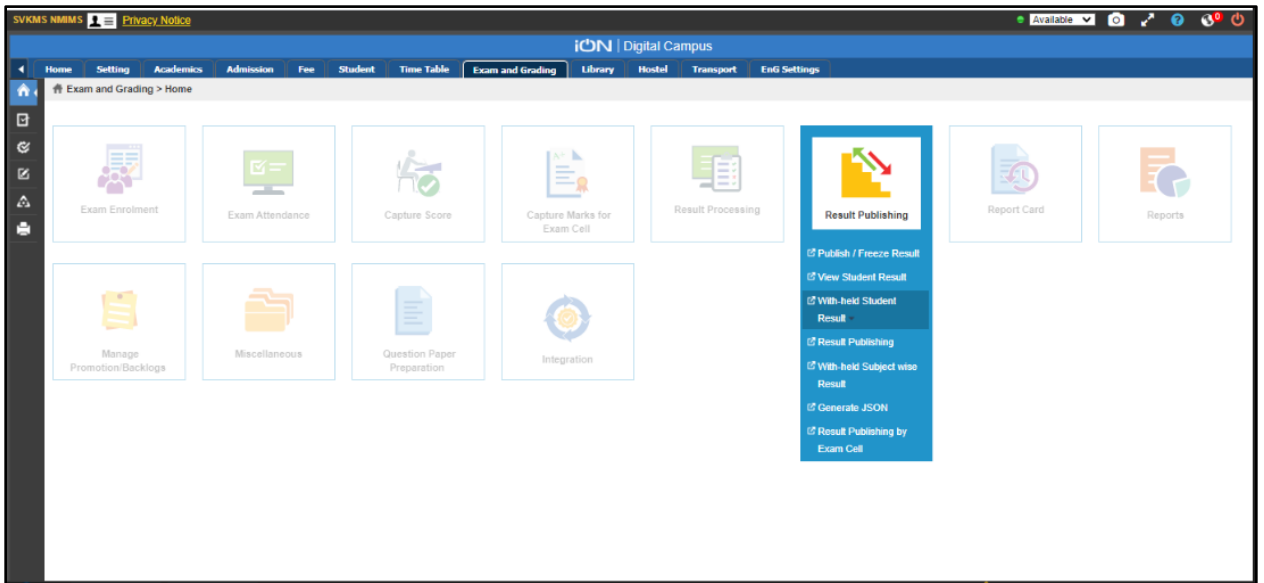 SVKMS NMIMS Privacy Notice Available 0
iON | Digital Campus
Home Setting Academics Admission Fee Student Time Table Exam and Grading Library Hostel Transport EnG Settings
Exam and Grading > Home
Exam Enrolment
Exam Attendance
Capture Score
Capture Marks for
Exam Cell
Result Processing
Result Publishing
Report Card
Reports
Publish / Freeze Result
View Student Result
With-held Student
Result
Result Publishing
With-held Subject wise
Result
Generate JSON
Result Publishing by
Exam Cell
Manage
Promotion/Backlogs
Miscellaneous
Question Paper
Preparation
Integration